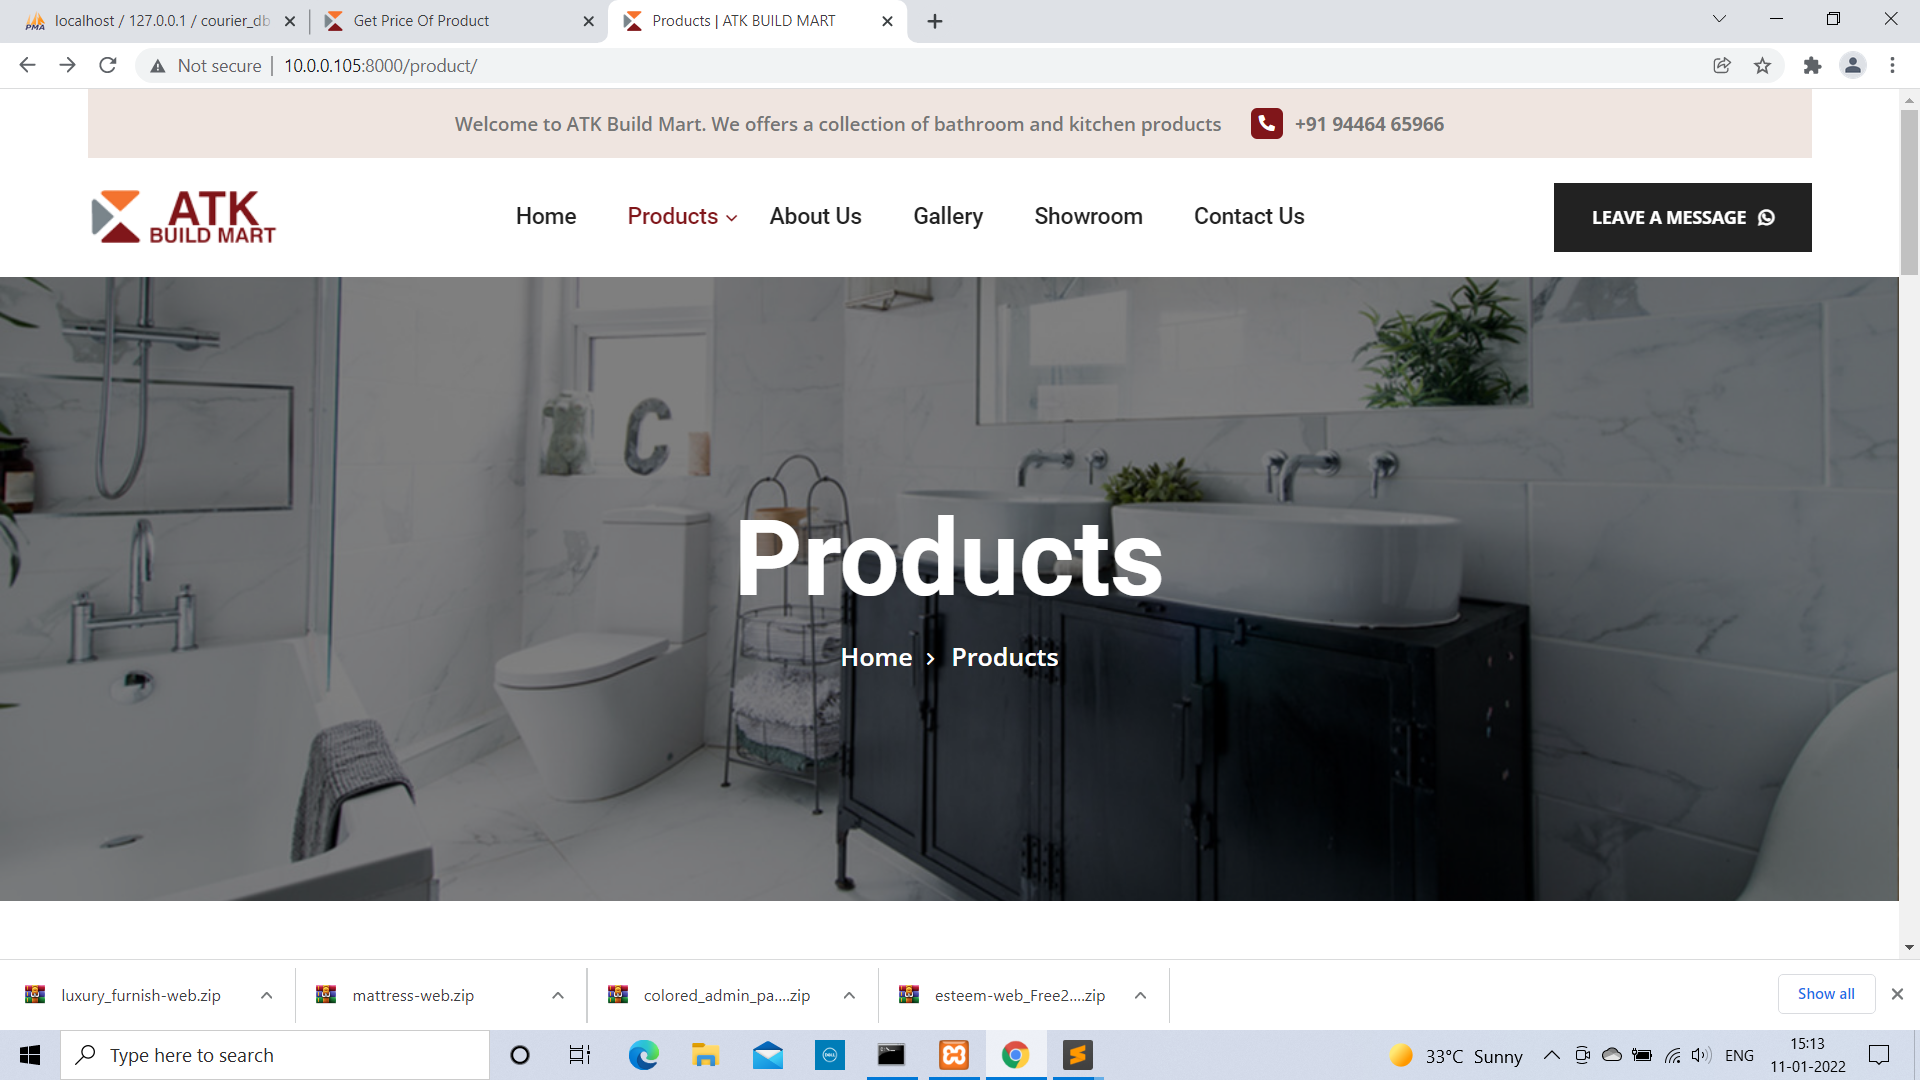 localhost / 127.0.0.1 / courier_db
Get Price Of Product
Products | ATK BUILD MART
Not secure
10.0.0.105:8000/product/
Welcome to ATK Build Mart. We offers a collection of bathroom and kitchen products
+91 94464 65966
ATK
BUILD MART
Home
Products
About Us
Gallery
Showroom
Contact Us
LEAVE A MESSAGE
C
Products
Home › Products
luxury_furnish-web.zip
mattress-web.zip
colored_admin_pa....zip
esteem-web_Free2....zip
Show all
Type here to search
33°C Sunny
ENG
15:13
11-01-2022